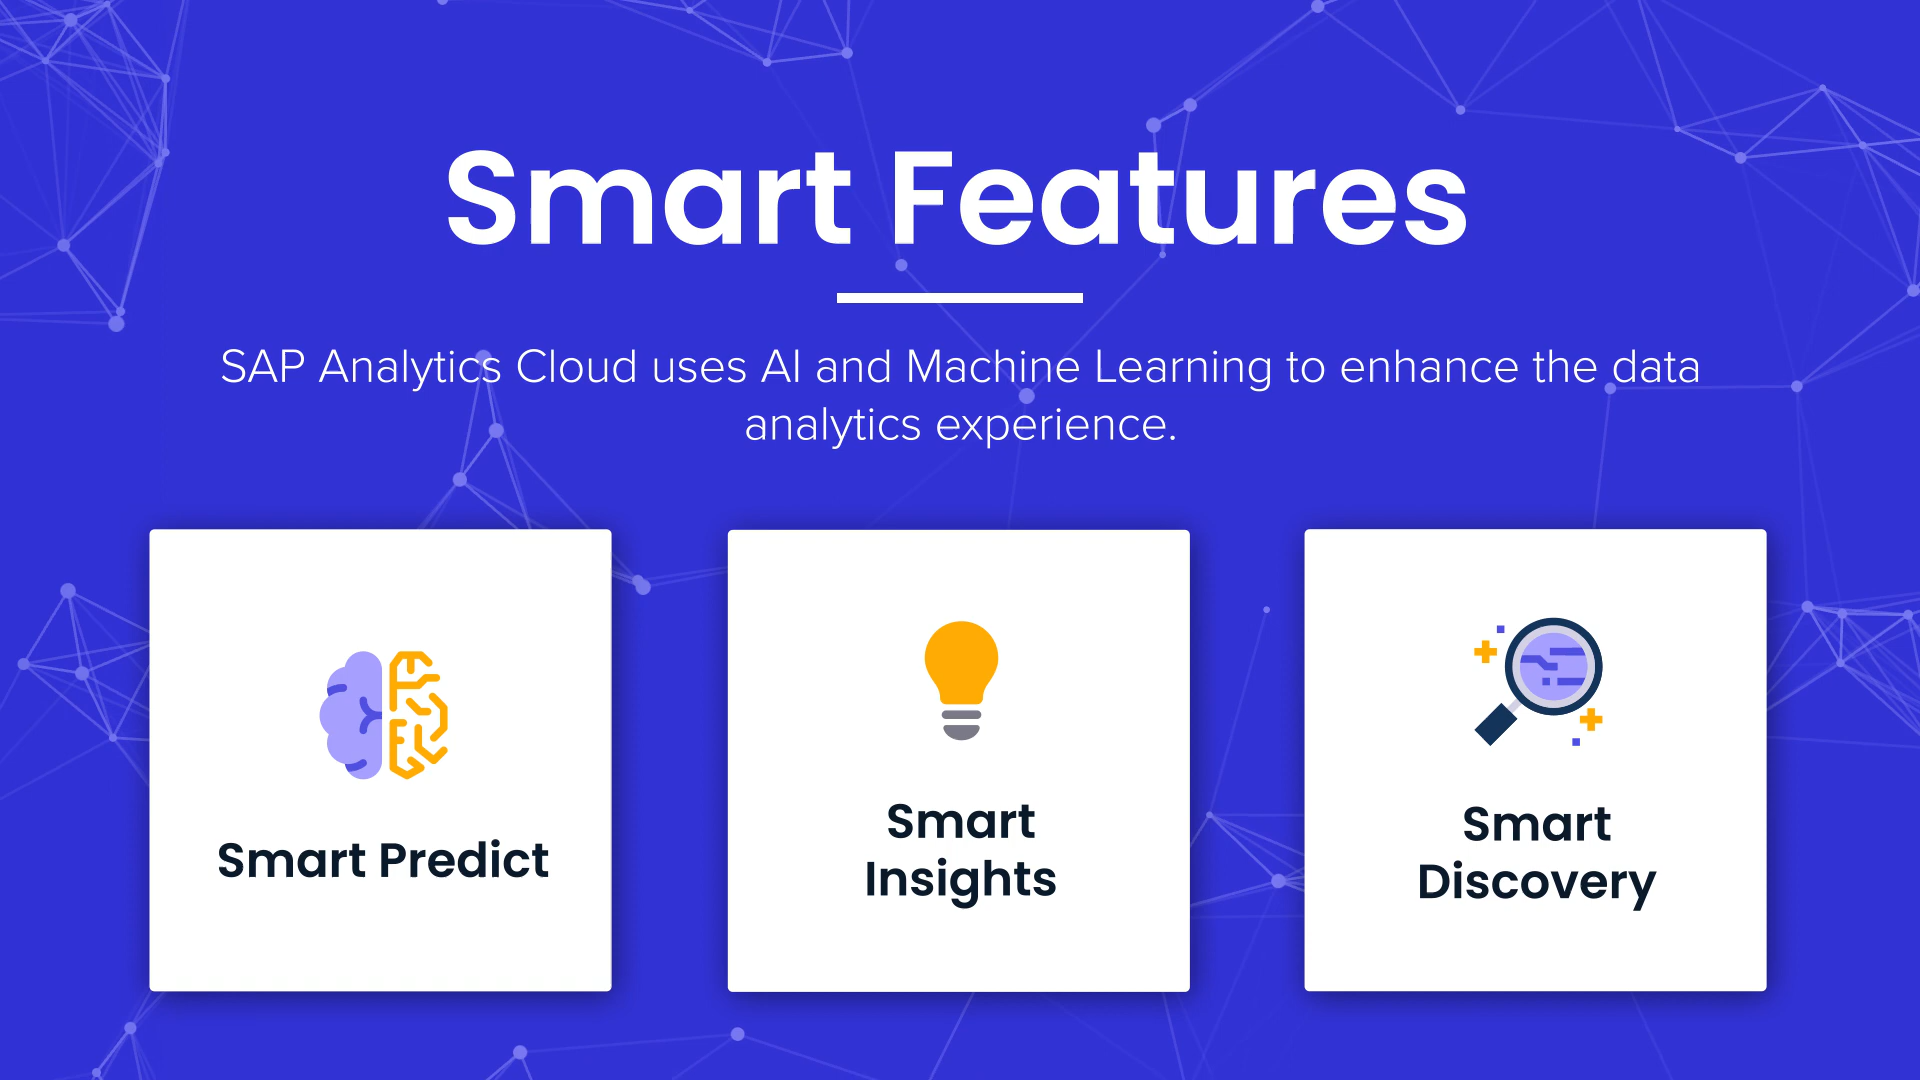 Smart Features
SAP Analytics Cloud uses AI and Machine Learning to enhance the data
analytics experience.
Smart Predict
Smart
Insights
Smart
Discovery